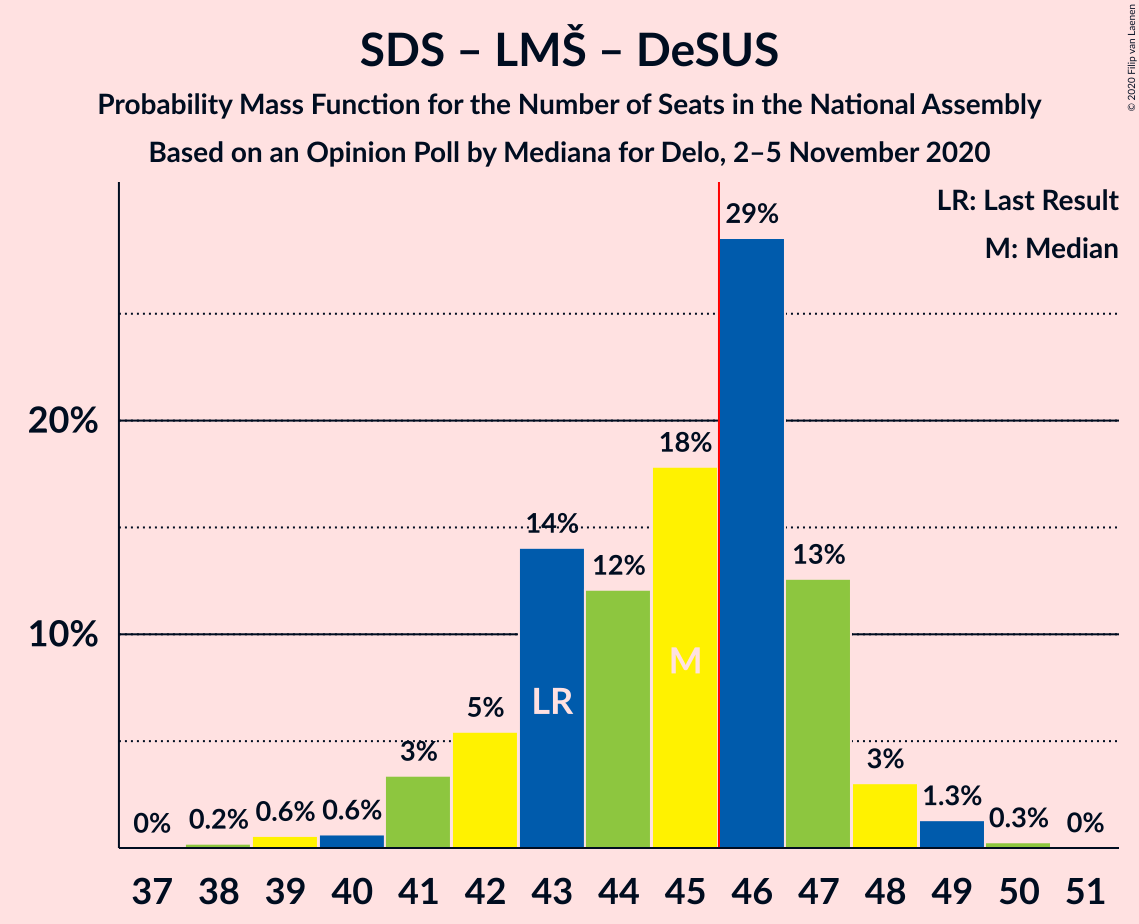 SDS – LMŠ – DeSUS
Probability Mass Function for the Number of Seats in the National Assembly
Based on an Opinion Poll by Mediana for Delo, 2–5 November 2020
© 2020 Filip van Laenen
LR: Last Result
M: Median
20%
10%
0%
0.2%
0.6%
0.6%
3%
5%
14%
12%
18%
29%
13%
3%
1.3%
0.3%
0%
LR
M
37 38 39 40 41 42 43 44 45 46 47 48 49 50 51